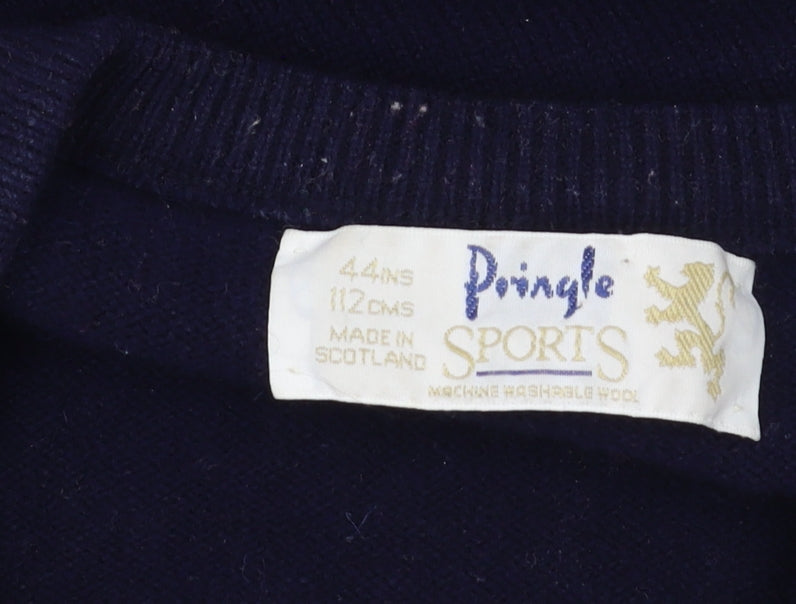 44INS
112CMS
MADE IN
SCOTLAND
Pringle
SPORTS
MACHINE WASHABLE WOOL